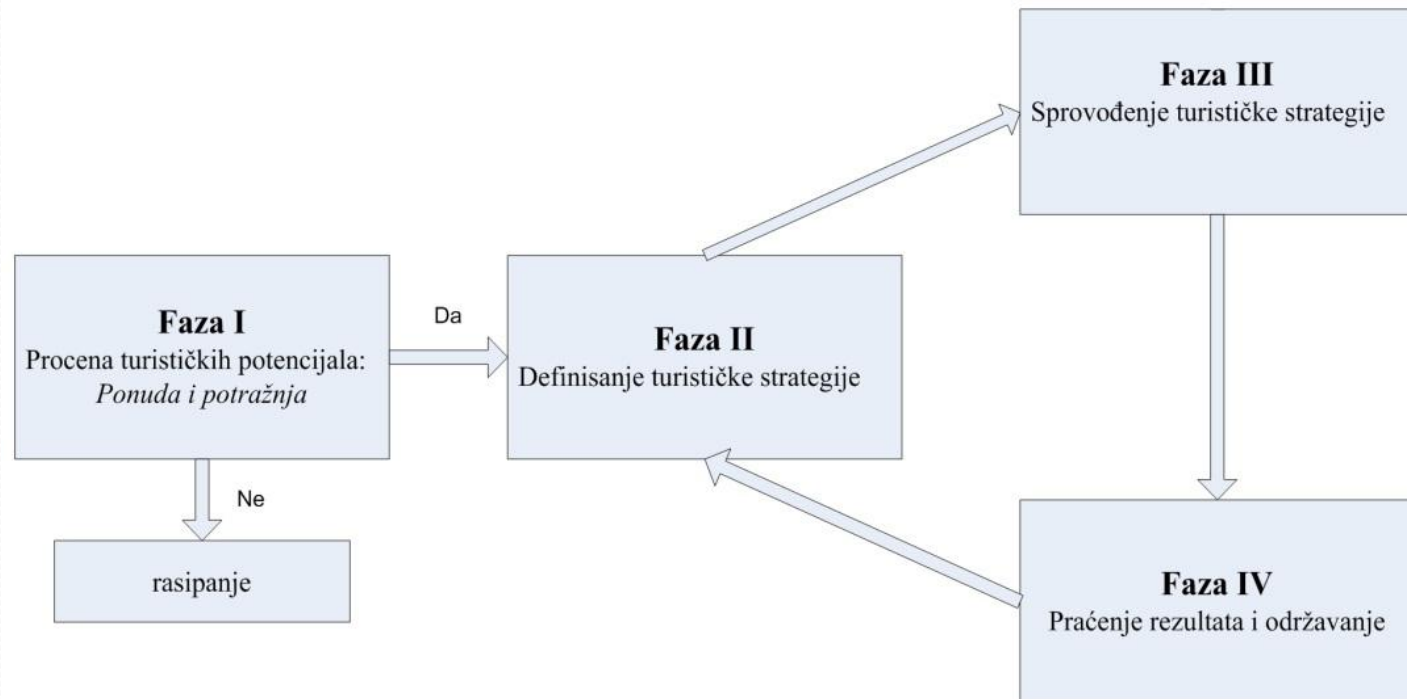 Faza I
Procena turističkih potencijala:
Ponuda i potražnja
Da
Ne
rasipanje
Faza II
Definisanje turističke strategije
Faza III
Sprovođenje turističke strategije
Faza IV
Praćenje rezultata i održavanje